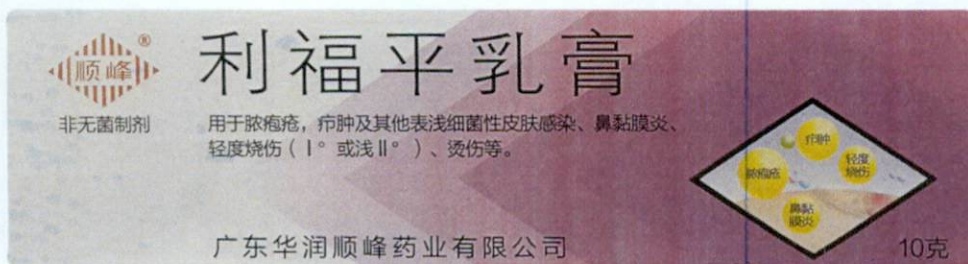 顺峰®
利福平乳膏
非无菌制剂
用于脓疱疮，疖肿及其他表浅细菌性皮肤感染、鼻黏膜炎、
轻度烧伤（Ⅰ°或浅Ⅱ°）、烫伤等。
疖肿
轻度
烧伤
脓疱疮
鼻黏
膜炎
广东华润顺峰药业有限公司
10克